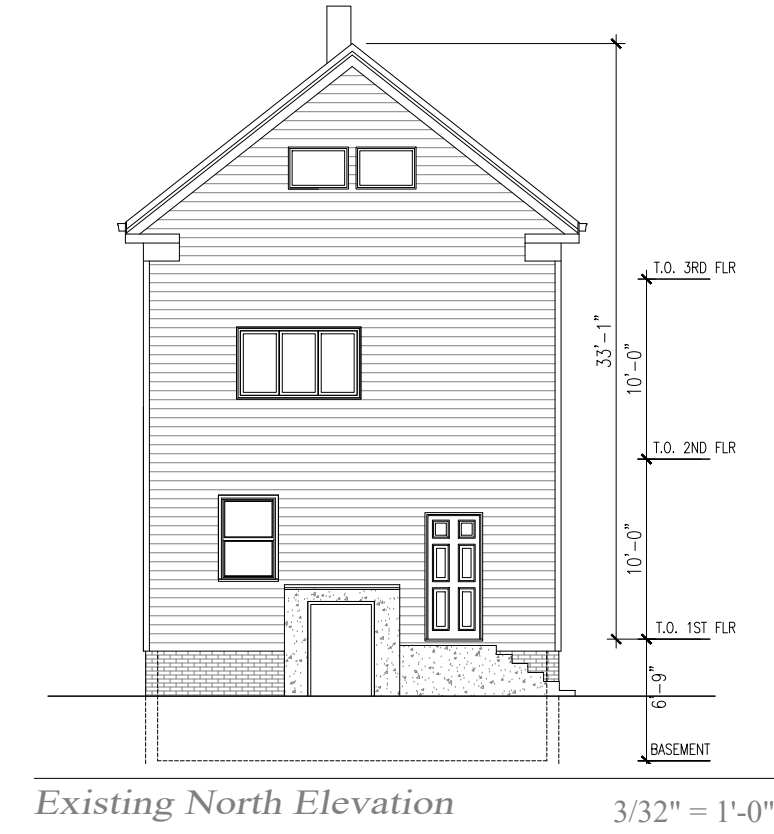 T.O. 3RD FLR
33'-1"
10'-0"
T.O. 2ND FLR
10'-0"
T.O. 1ST FLR
6'-9"
BASEMENT
Existing North Elevation
3/32" = 1'-0"